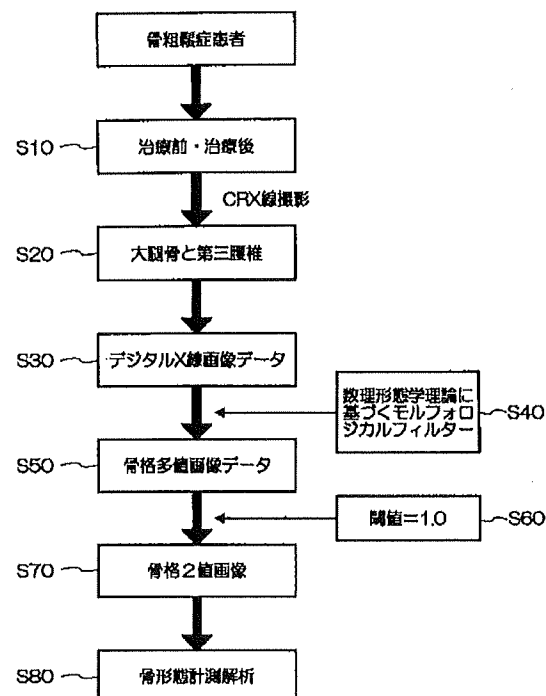 骨粗鬆症患者
S10
治療前・治療後
CRX線撮影
S20
大腿骨と第三腰椎
S30
デジタルX線画像データ
数理形態学理論に
基づくモルフォロ
ジカルフィルター
S40
S50
骨格多値画像データ
閾値=1.0
S60
S70
骨格2値画像
S80
骨形態計測解析